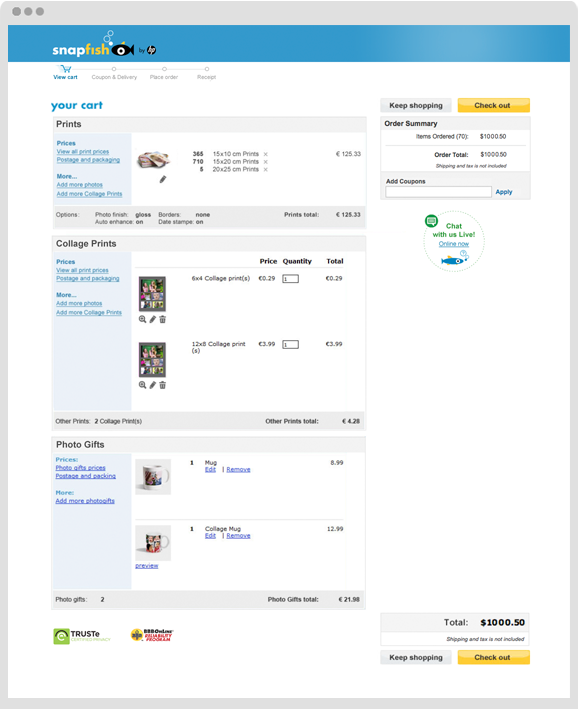 snapfish by hp
View cart Coupon & Delivery Place order Receipt
your cart
Keep shopping Check out
Prints
Prices
View all print prices
Postage and packaging
More...
Add more photos
Add more Collage Prints
365 15x10 cm Prints × € 125.33
710 15x20 cm Prints ×
5 20x25 cm Prints ×
Options: Photo finish: gloss Borders: none Prints total: € 125.33
Auto enhance: on Date stampe: on
Order Summary
Items Ordered (70): $1000.50
Order Total: $1000.50
Shipping and tax is not included
Add Coupons
Apply
Chat
with us Live!
Online now
Collage Prints
Prices
View all print prices
Postage and packaging
More...
Add more photos
Add more Collage Prints
Price Quantity Total
6x4 Collage print(s) €0.29 1 €0.29
12x8 Collage print
(s) €3.99 1 €3.99
Other Prints: 2 Collage Print(s) Other Prints total: € 4.28
Photo Gifts
Prices:
Photo gifts prices
Postage and packing
More:
Add more photogifts
1 Mug 8.99
Edit | Remove
1 Collage Mug 12.99
Edit | Remove
preview
Photo gifts: 2 Photo Gifts total: € 21.98
Total: $1000.50
Shipping and tax is not included
Keep shopping Check out
TRUSTe
CERTIFIED PRIVACY
BBB OnLine
RELIABILITY
PROGRAM